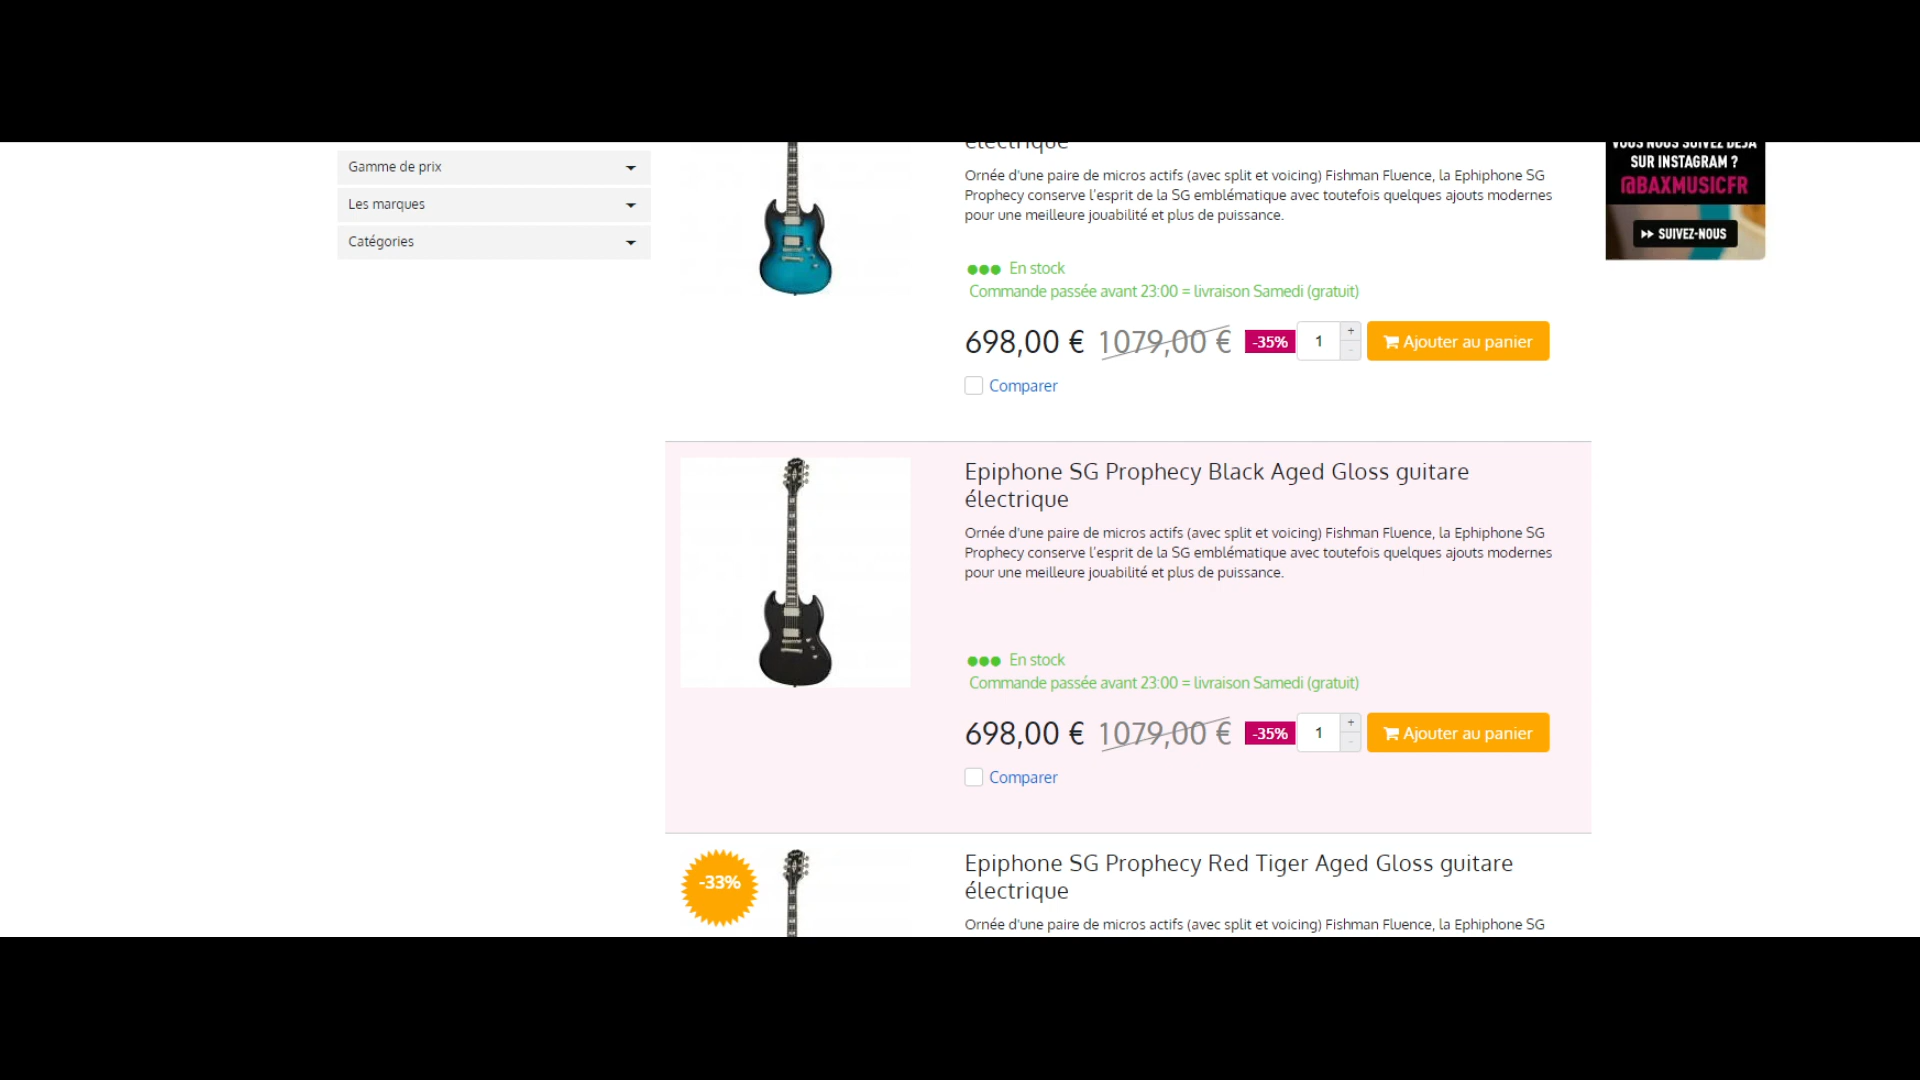 Gamme de prix
Les marques
Catégories
électrique
Ornée d'une paire de micros actifs (avec split et voicing) Fishman Fluence, la Ephiphone SG
Prophecy conserve l'esprit de la SG emblématique avec toutefois quelques ajouts modernes
pour une meilleure jouabilité et plus de puissance.
En stock
Commande passée avant 23:00 = livraison Samedi (gratuit)
698,00 € 1079,00 € -35% 1 + - Ajouter au panier
Comparer
VOUS NOUS SUIVEZ DÉJÀ
SUR INSTAGRAM ?
@BAXMUSICFR
SUIVEZ-NOUS
Epiphone SG Prophecy Black Aged Gloss guitare
électrique
Ornée d'une paire de micros actifs (avec split et voicing) Fishman Fluence, la Ephiphone SG
Prophecy conserve l'esprit de la SG emblématique avec toutefois quelques ajouts modernes
pour une meilleure jouabilité et plus de puissance.
En stock
Commande passée avant 23:00 = livraison Samedi (gratuit)
698,00 € 1079,00 € -35% 1 + - Ajouter au panier
Comparer
-33%
Epiphone SG Prophecy Red Tiger Aged Gloss guitare
électrique
Ornée d'une paire de micros actifs (avec split et voicing) Fishman Fluence, la Ephiphone SG